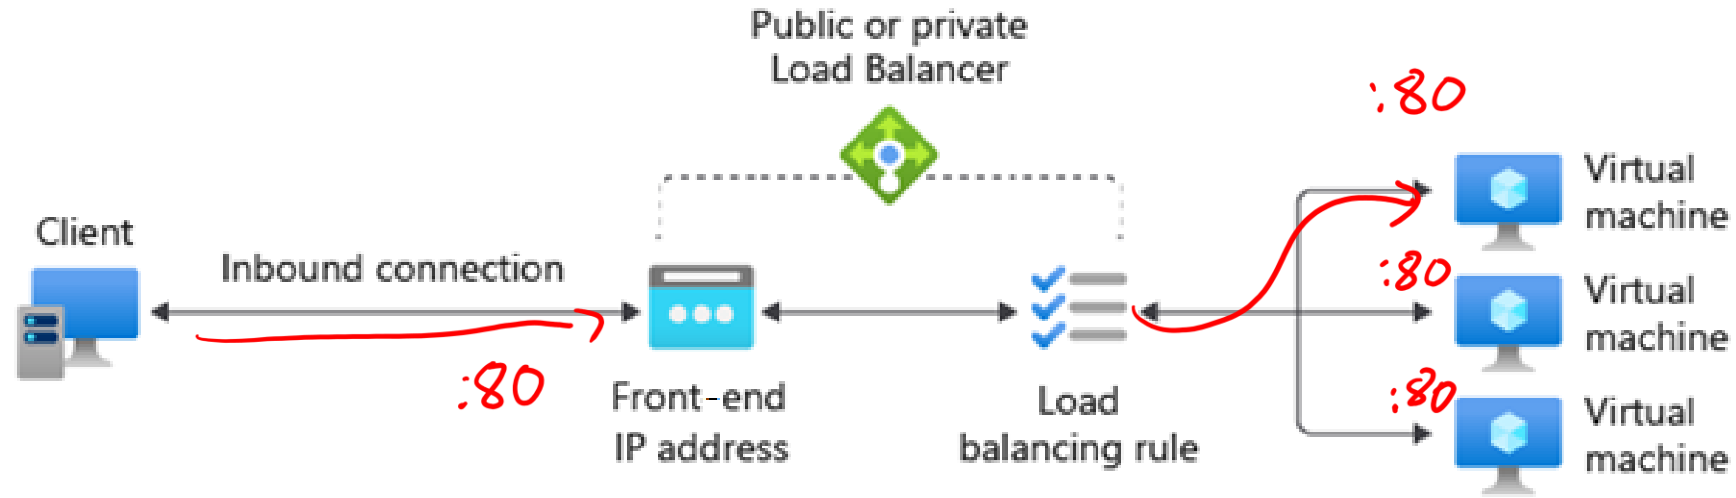 Public or private
Load Balancer
:80
Client
Inbound connection
Virtual
machine
:80
Virtual
machine
:80
Front-end
IP address
Load
balancing rule
:80
Virtual
machine